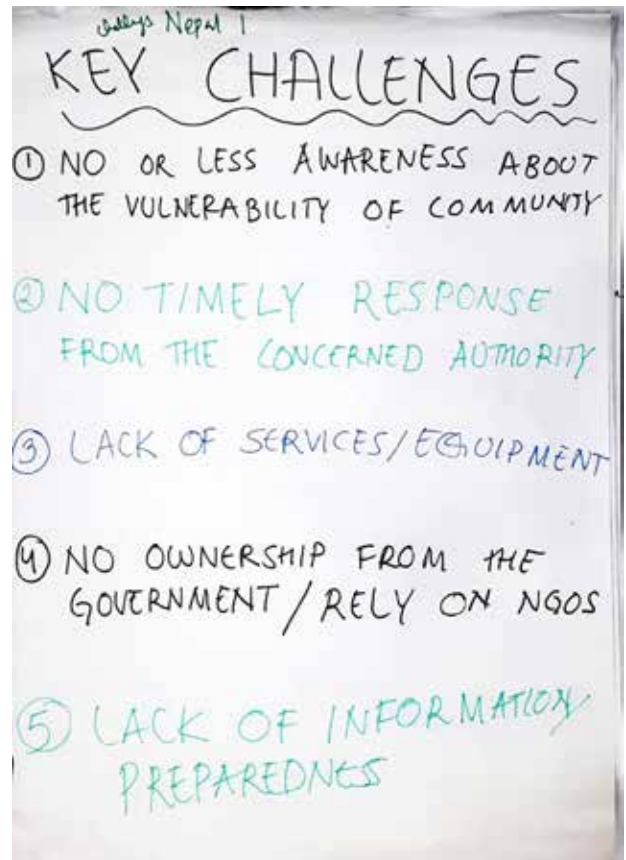 Nepal 1
KEY CHALLENGES
① NO OR LESS AWARENESS ABOUT
THE VULNERABILITY OF COMMUNITY
② NO TIMELY RESPONSE
FROM THE CONCERNED AUTHORITY
③ LACK OF SERVICES/EQUIPMENT
④ NO OWNERSHIP FROM THE
GOVERNMENT/RELY ON NGOS
⑤ LACK OF INFORMATION
PREPAREDNESS